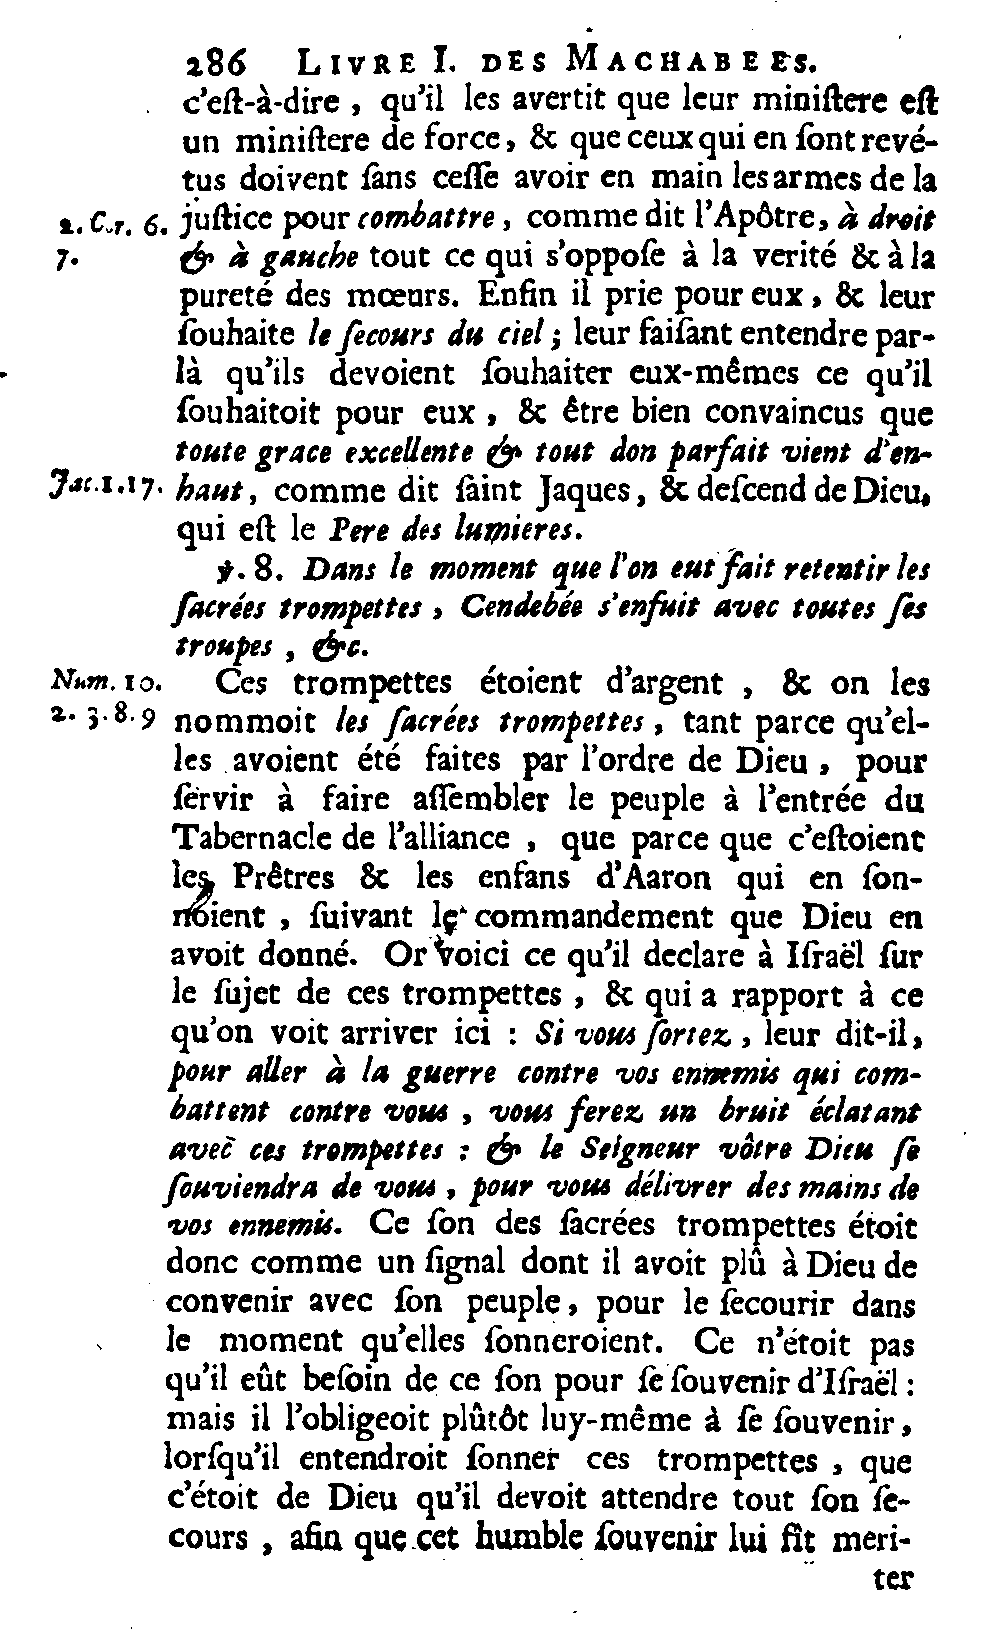 286 LIVRE I. DES MACHABEES.
c'eſt-à-dire, qu'il les avertit que leur miniſtere eſt
un miniſtere de force, & que ceux qui en ſont revé-
tus doivent ſans ceſſe avoir en main les armes de la
2. Cor. 6. juſtice pour combattre, comme dit l'Apôtre, à droit
7. & à gauche tout ce qui s'oppoſe à la verité & à la
pureté des mœurs. Enfin il prie pour eux, & leur
ſouhaite le ſecours du ciel; leur faiſant entendre par-
là qu'ils devoient ſouhaiter eux-mêmes ce qu'il
ſouhaitoit pour eux, & être bien convaincus que
toute grace excellente & tout don parfait vient d'en-
Jac. 1. 17. haut, comme dit ſaint Jaques, & deſcend de Dieu,
qui eſt le Pere des lumieres.
℣. 8. Dans le moment que l'on eut fait retentir les
ſacrées trompettes, Cendebée s'enfuit avec toutes ſes
troupes, &c.
Num. 10. Ces trompettes étoient d'argent, & on les
2. 3. 8. 9 nommoit les ſacrées trompettes, tant parce qu'el-
les avoient été faites par l'ordre de Dieu, pour
ſervir à faire aſſembler le peuple à l'entrée du
Tabernacle de l'alliance, que parce que c'eſtoient
les Prêtres & les enfans d'Aaron qui en ſon-
noient, ſuivant le commandement que Dieu en
avoit donné. Or voici ce qu'il declare à Iſraël ſur
le ſujet de ces trompettes, & qui a rapport à ce
qu'on voit arriver ici : Si vous ſortez, leur dit-il,
pour aller à la guerre contre vos ennemis qui com-
battent contre vous, vous ferez un bruit éclatant
avec ces trompettes : & le Seigneur vôtre Dieu ſe
ſouviendra de vous, pour vous délivrer des mains de
vos ennemis. Ce ſon des ſacrées trompettes étoit
donc comme un ſignal dont il avoit plû à Dieu de
convenir avec ſon peuple, pour le ſecourir dans
le moment qu'elles ſonneroient. Ce n'étoit pas
qu'il eût beſoin de ce ſon pour ſe ſouvenir d'Iſraël :
mais il l'obligeoit plûtôt luy-même à ſe ſouvenir,
lorſqu'il entendroit ſonner ces trompettes, que
c'étoit de Dieu qu'il devoit attendre tout ſon ſe-
cours, afin que cet humble ſouvenir lui fît meri-
ter